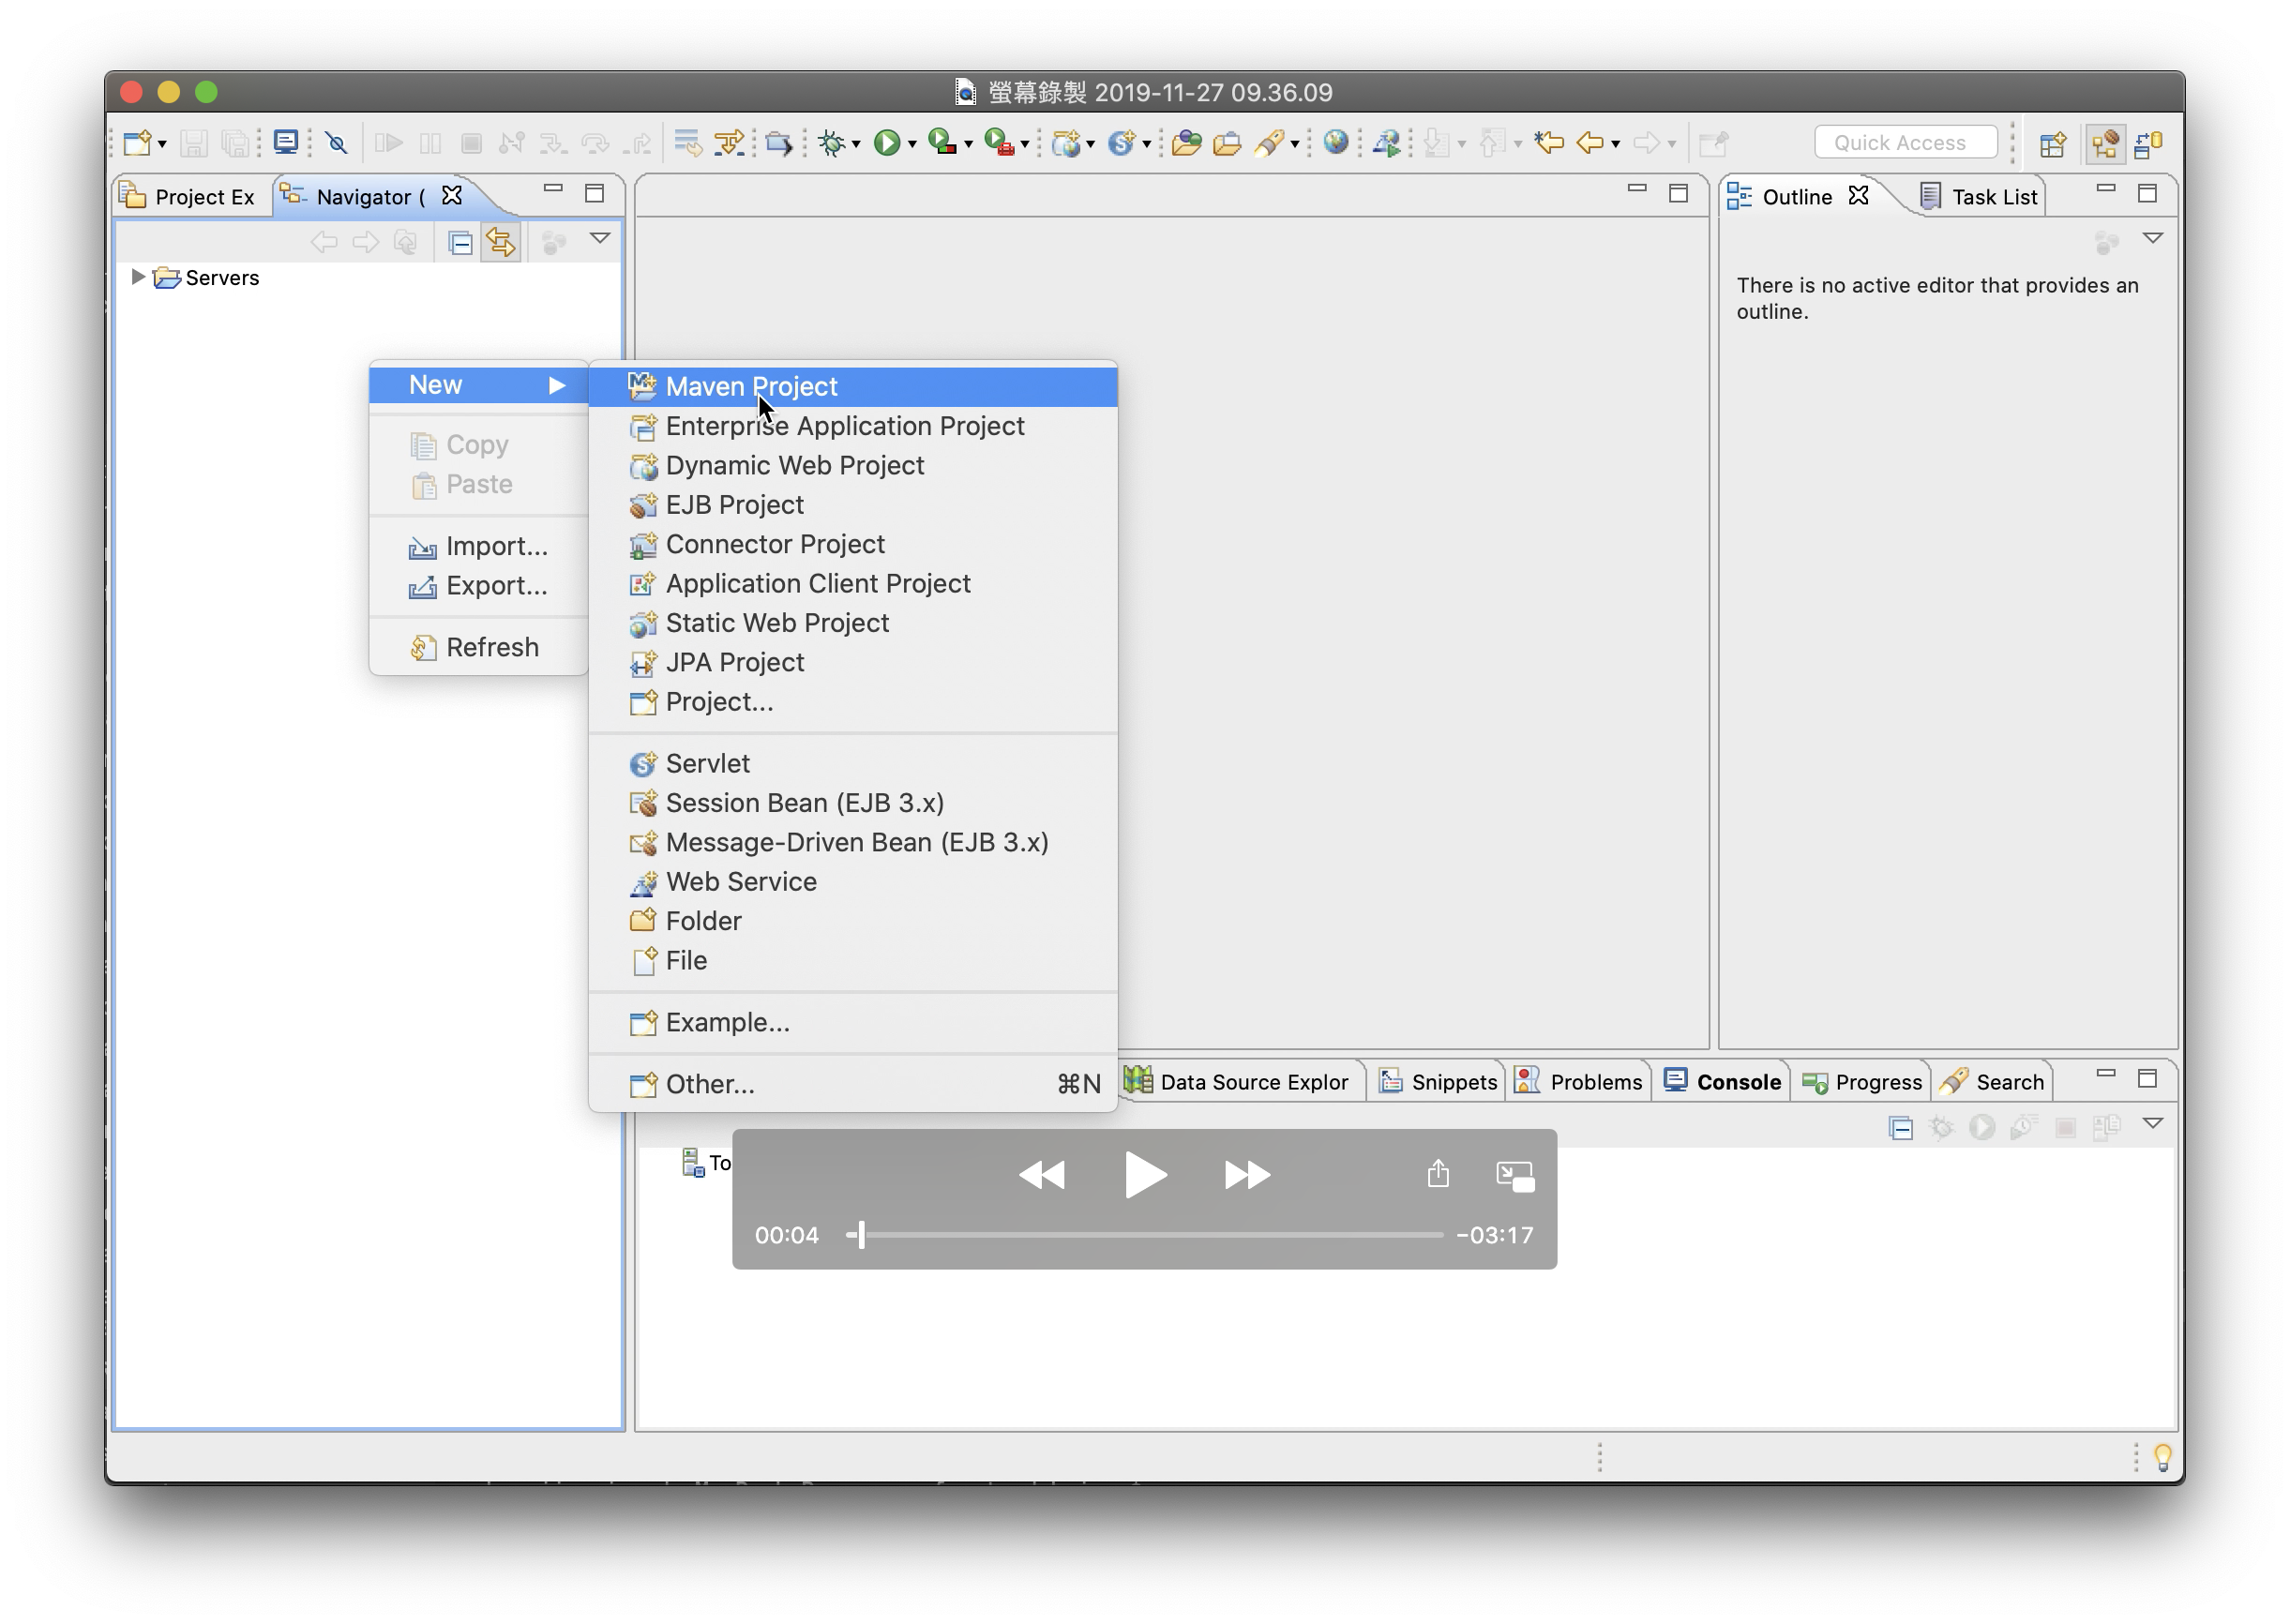 螢幕錄製 2019-11-27 09.36.09
Quick Access
Project Ex
Navigator (
Outline
Task List
Servers
There is no active editor that provides an
outline.
New
Copy
Paste
Import...
Export...
Refresh
Maven Project
Enterprise Application Project
Dynamic Web Project
EJB Project
Connector Project
Application Client Project
Static Web Project
JPA Project
Project...
Servlet
Session Bean (EJB 3.x)
Message-Driven Bean (EJB 3.x)
Web Service
Folder
File
Example...
Other... ⌘N
Data Source Explor
Snippets
Problems
Console
Progress
Search
To
00:04
-03:17